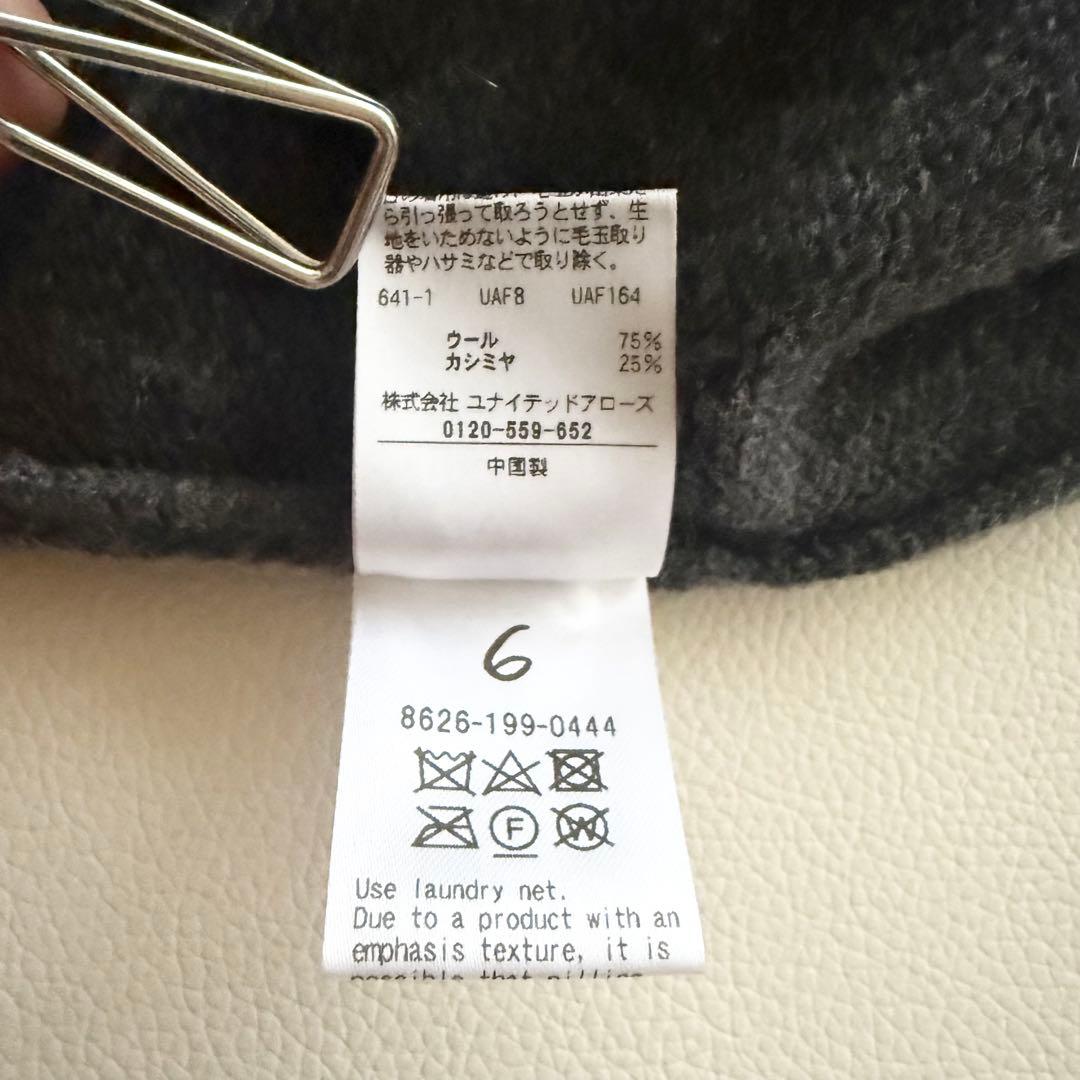 ら引っ張って取ろうとせず、生
地をいためないように毛玉取り
器やハサミなどで取り除く。
641-1 UAF8 UAF164
ウール 75%
カシミヤ 25%
株式会社 ユナイテッドアローズ
0120-559-652
中国製
6
8626-199-0444
F W
Use laundry net.
Due to a product with an
emphasis texture, it is
possible that pilling